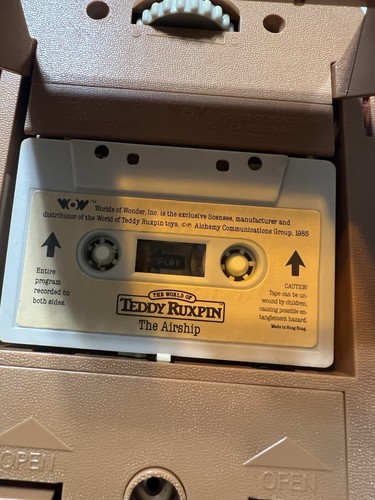 WOW™ Worlds of Wonder, Inc. is the exclusive licensee, manufacturer and
distributor of the World of Teddy Ruxpin toys. ©℗ Alchemy Communications Group, 1985
Entire
program
recorded on
both sides.
PLAY
THE WORLD OF
TEDDY RUXPIN™
The Airship
CAUTION:
Tape can be un-
wound by children,
causing possible en-
tanglement hazard.
Made in Hong Kong
OPEN
OPEN